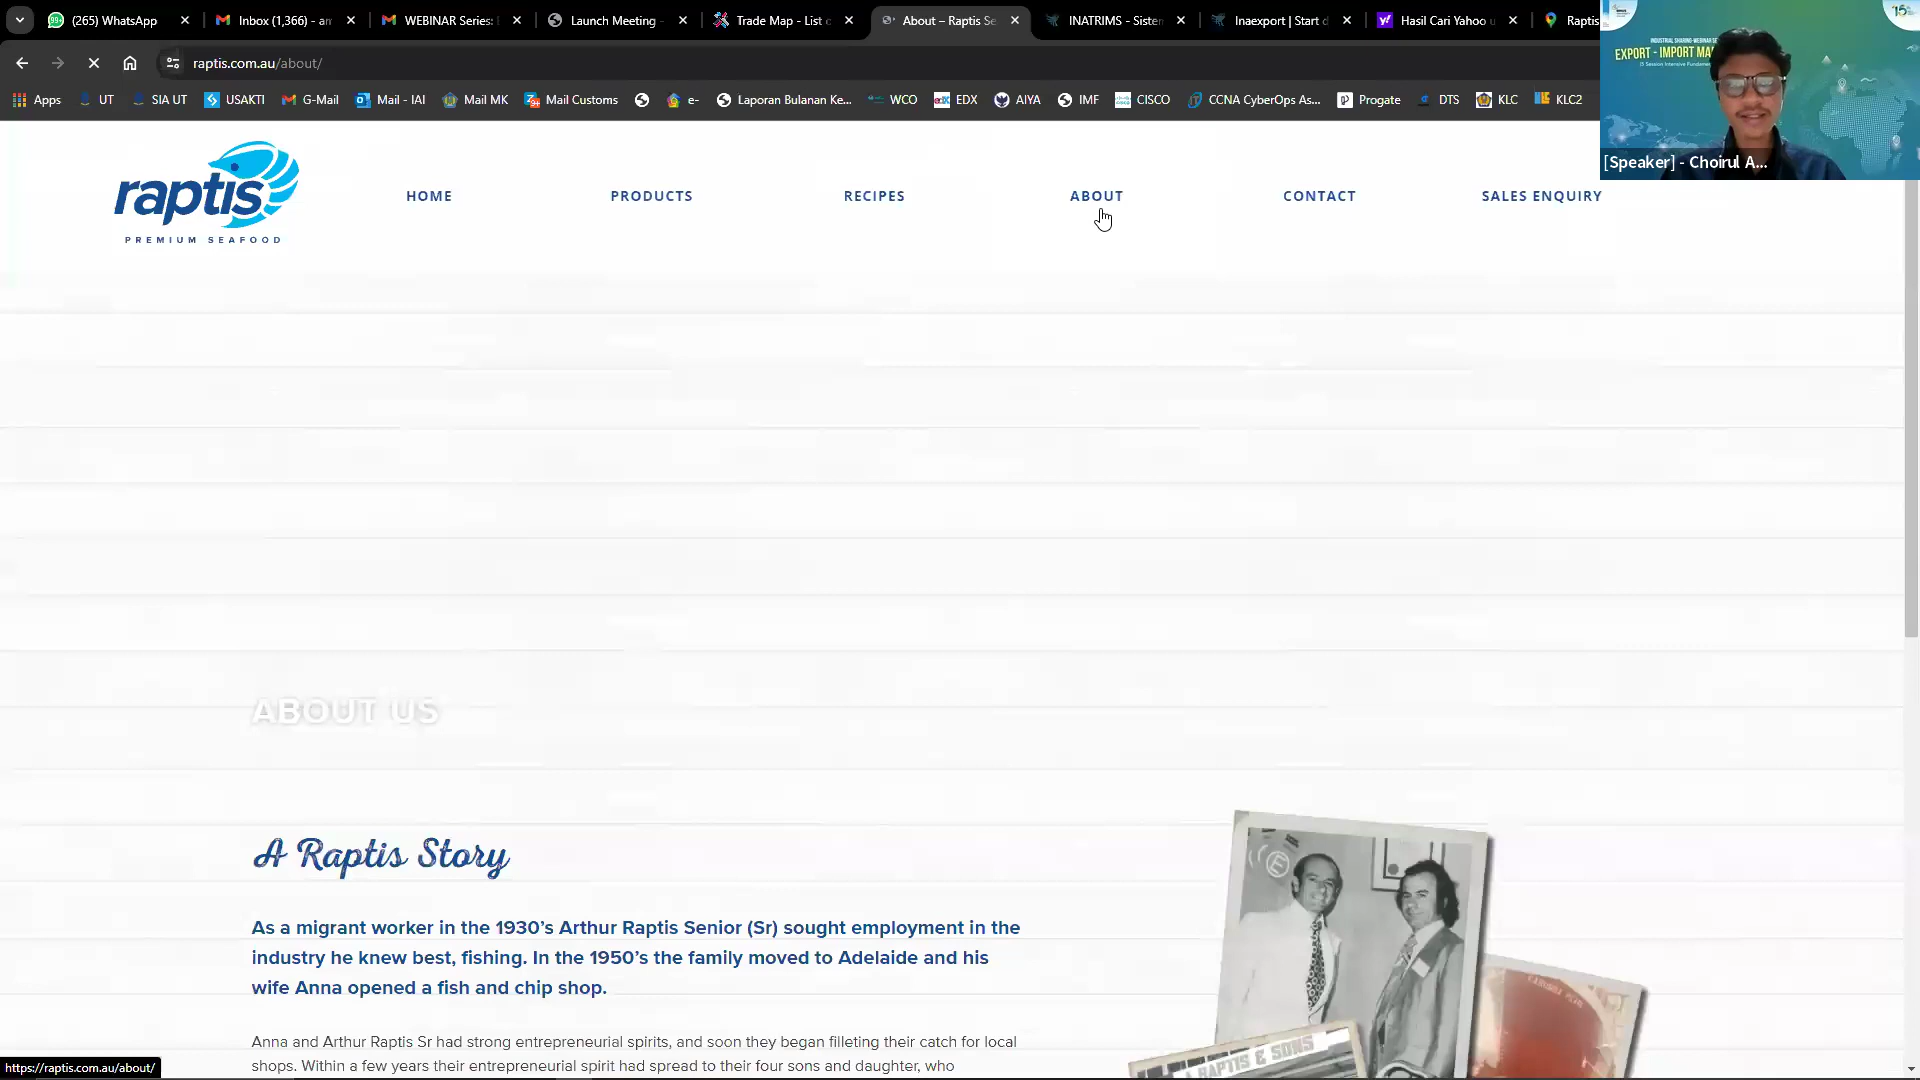 (265) WhatsApp
Inbox (1,366) - am
WEBINAR Series:
Launch Meeting -
Trade Map - List o
About – Raptis Se
INATRIMS - Sisten
Inaexport | Start d
Hasil Cari Yahoo u
Raptis
raptis.com.au/about/
Apps
UT
SIA UT
USAKTI
G-Mail
Mail - IAI
Mail MK
Mail Customs
e-
Laporan Bulanan Ke...
WCO
EDX
AIYA
IMF
CISCO
CCNA CyberOps As...
Progate
DTS
KLC
KLC2
EXPORT - IMPORT MA
[Speaker] - Choirul A...
raptis
PREMIUM SEAFOOD
HOME
PRODUCTS
RECIPES
ABOUT
CONTACT
SALES ENQUIRY
ABOUT US
A Raptis Story
As a migrant worker in the 1930’s Arthur Raptis Senior (Sr) sought employment in the
industry he knew best, fishing. In the 1950’s the family moved to Adelaide and his
wife Anna opened a fish and chip shop.
Anna and Arthur Raptis Sr had strong entrepreneurial spirits, and soon they began filleting their catch for local
shops. Within a few years their entrepreneurial spirit had spread to their four sons and daughter, who
A RAPTIS & SONS
https://raptis.com.au/about/